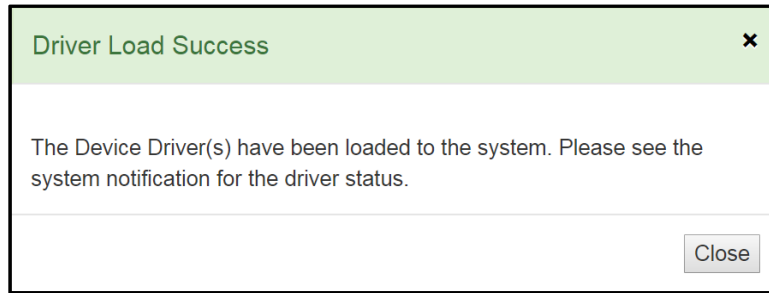 Driver Load Success
The Device Driver(s) have been loaded to the system. Please see the
system notification for the driver status.
Close